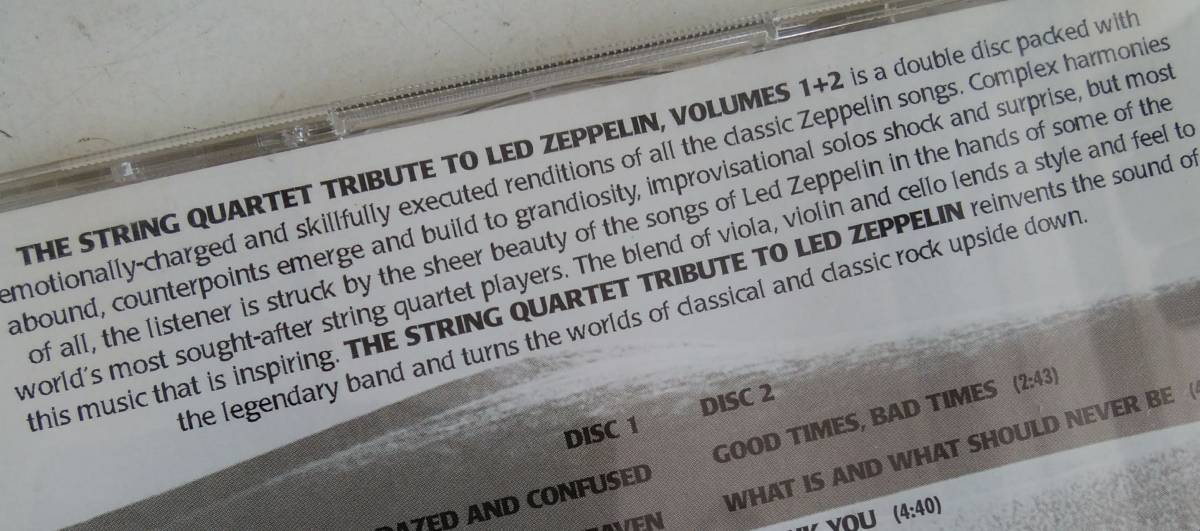 THE STRING QUARTET TRIBUTE TO LED ZEPPELIN, VOLUMES 1+2 is a double disc packed with
emotionally-charged and skillfully executed renditions of all the classic Zeppelin songs. Complex harmonies
abound, counterpoints emerge and build to grandiosity, improvisational solos shock and surprise, but most
of all, the listener is struck by the sheer beauty of the songs of Led Zeppelin in the hands of some of the
world's most sought-after string quartet players. The blend of viola, violin and cello lends a style and feel to
this music that is inspiring. THE STRING QUARTET TRIBUTE TO LED ZEPPELIN reinvents the sound of
the legendary band and turns the worlds of classical and classic rock upside down.
DISC 1
AZED AND CONFUSED
DISC 2
GOOD TIMES, BAD TIMES (2:43)
WHAT IS AND WHAT SHOULD NEVER BE
YOU (4:40)